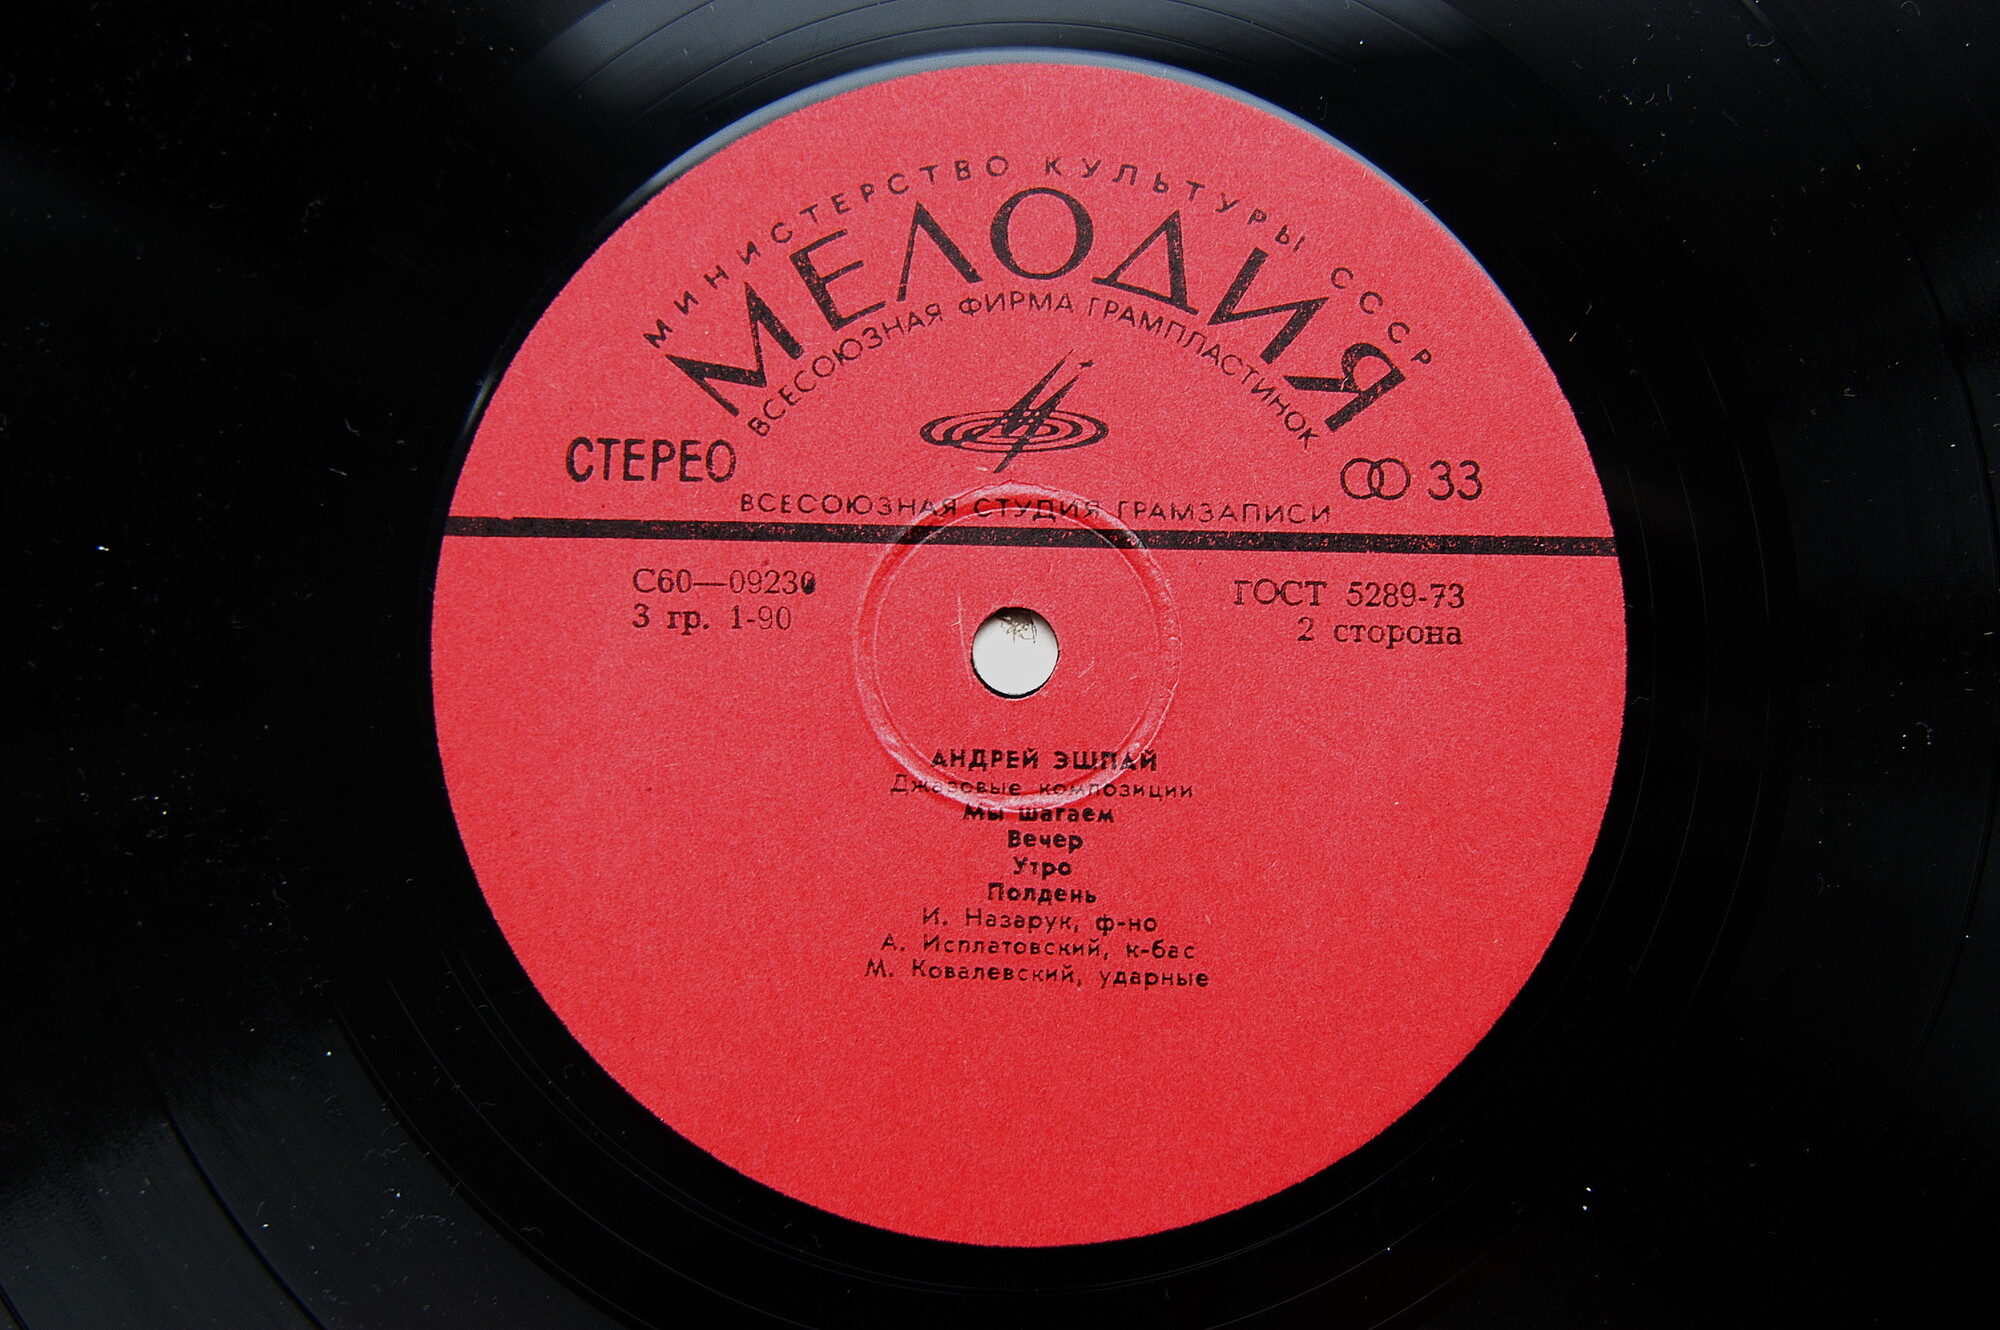 МИНИСТЕРСТВО КУЛЬТУРЫ СССР
МЕЛОДИЯ
ВСЕСОЮЗНАЯ ФИРМА ГРАМПЛАСТИНОК
СТЕРЕО
33
ВСЕСОЮЗНАЯ СТУДИЯ ГРАМЗАПИСИ
С60—09230
3 гр. 1-90
ГОСТ 5289-73
2 сторона
АНДРЕЙ ЭШПАЙ
Джазовые композиции
Мы шагаем
Вечер
Утро
Полдень
И. Назарук, ф-но
А. Исплатовский, к-бас
М. Ковалевский, ударные